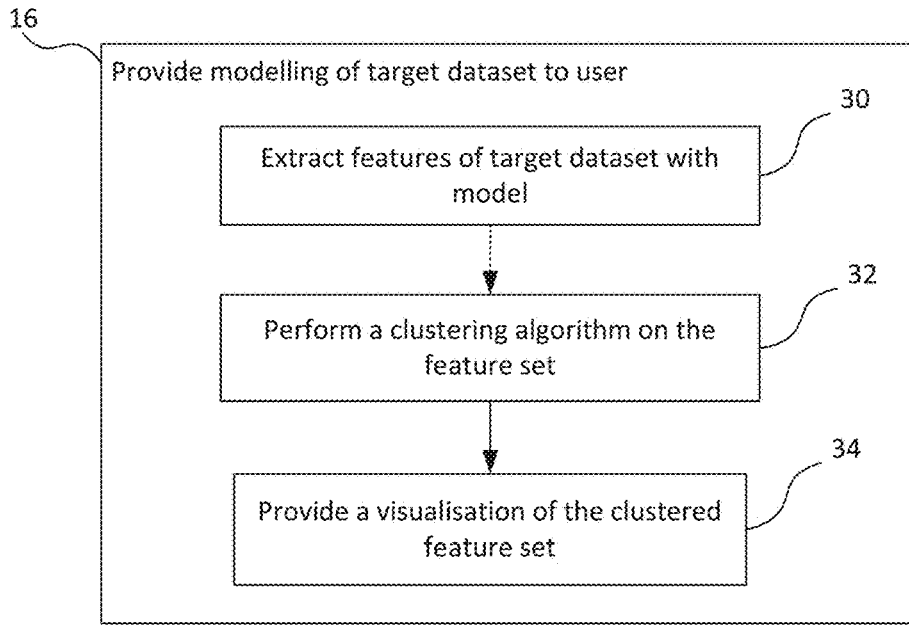 16
Provide modelling of target dataset to user
30
Extract features of target dataset with
model
32
Perform a clustering algorithm on the
feature set
34
Provide a visualisation of the clustered
feature set